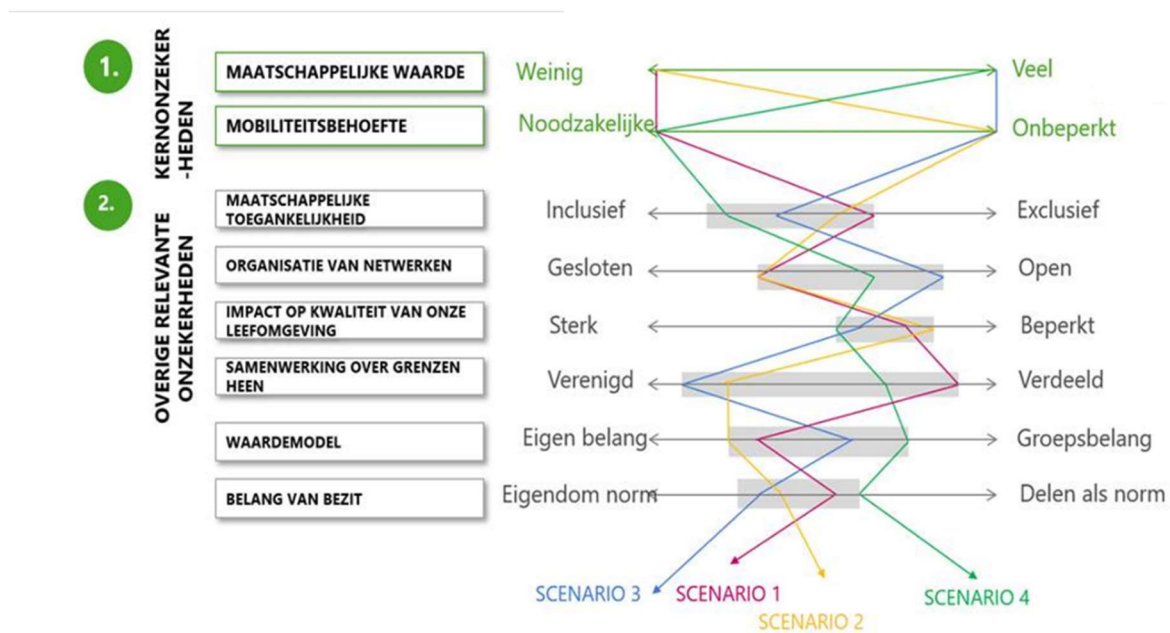 1.
KERNONZEKER
-HEDEN
MAATSCHAPPELIJKE WAARDE
Weinig
Veel
MOBILITEITSBEHOEFTE
Noodzakelijke
Onbeperkt
2.
OVERIGE RELEVANTE
ONZEKERHEDEN
MAATSCHAPPELIJKE
TOEGANKELIJKHEID
Inclusief
Exclusief
ORGANISATIE VAN NETWERKEN
Gesloten
Open
IMPACT OP KWALITEIT VAN ONZE
LEEFOMGEVING
Sterk
Beperkt
SAMENWERKING OVER GRENZEN
HEEN
Verenigd
Verdeeld
WAARDEMODEL
Eigen belang
Groepsbelang
BELANG VAN BEZIT
Eigendom norm
Delen als norm
SCENARIO 3
SCENARIO 1
SCENARIO 2
SCENARIO 4